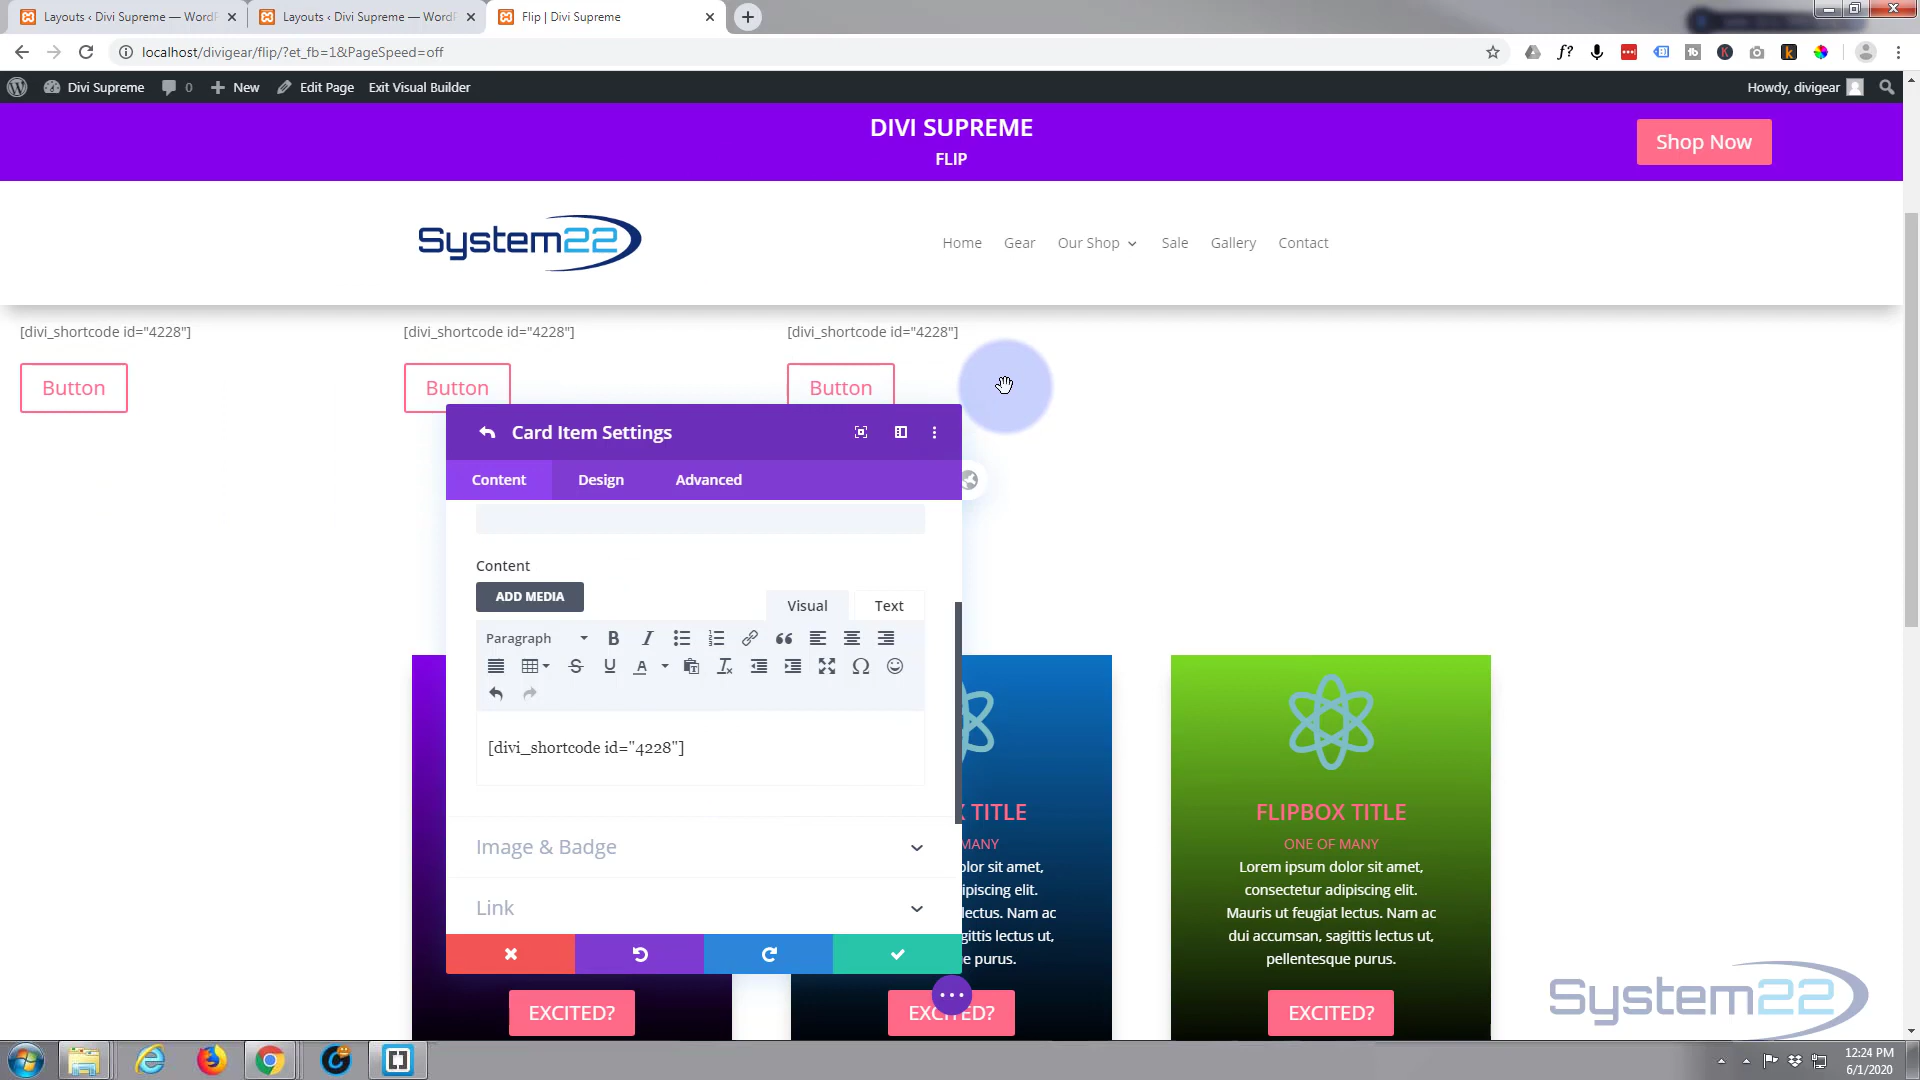 Layouts ‹ Divi Supreme — WordP
Layouts ‹ Divi Supreme — WordP
Flip | Divi Supreme
localhost/divigear/flip/?et_fb=1&PageSpeed=off
Divi Supreme
0
New
Edit Page
Exit Visual Builder
Howdy, divigear
DIVI SUPREME
FLIP
Shop Now
System22
Home
Gear
Our Shop
Sale
Gallery
Contact
[divi_shortcode id="4228"]
[divi_shortcode id="4228"]
[divi_shortcode id="4228"]
Button
Button
Button
Card Item Settings
Content
Design
Advanced
Content
ADD MEDIA
Visual
Text
Paragraph
[divi_shortcode id="4228"]
Image & Badge
Link
TITLE
MANY
olor sit amet,
ipiscing elit.
lectus. Nam ac
gittis lectus ut,
e purus.
EXCITED?
EXCITED?
FLIPBOX TITLE
ONE OF MANY
Lorem ipsum dolor sit amet,
consectetur adipiscing elit.
Mauris ut feugiat lectus. Nam ac
dui accumsan, sagittis lectus ut,
pellentesque purus.
EXCITED?
System22
12:24 PM
6/1/2020